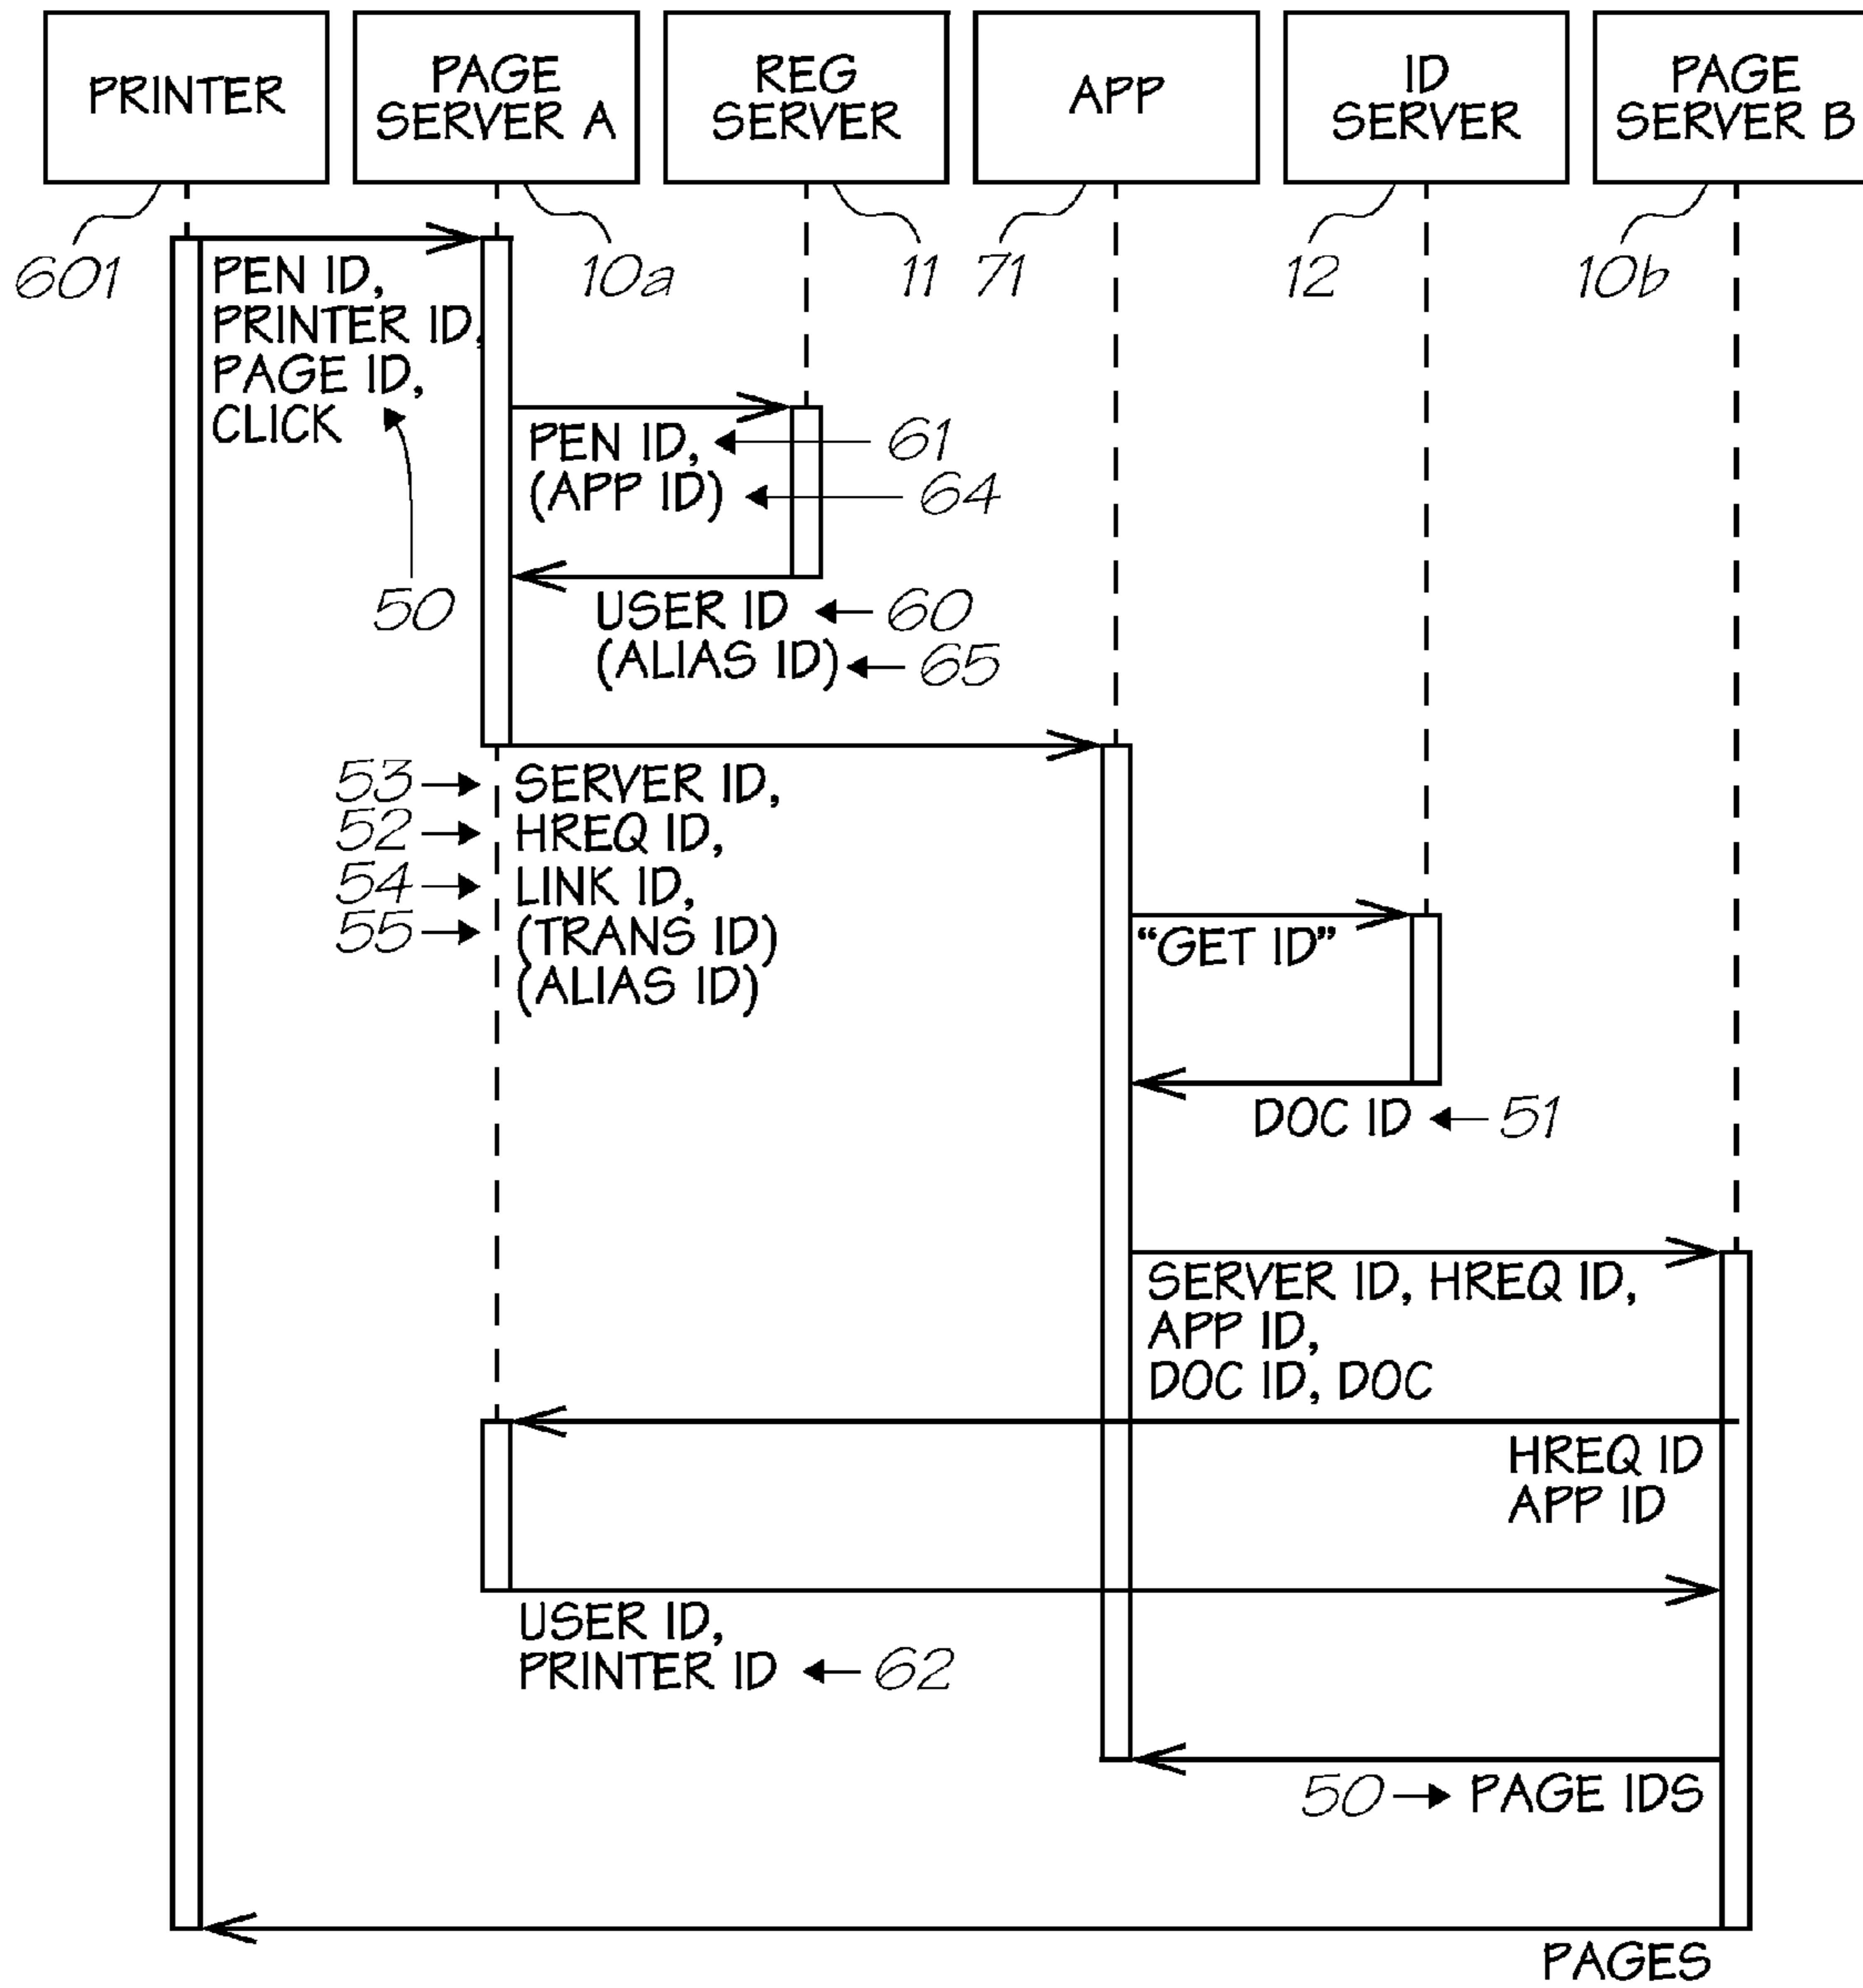 PRINTER
PAGE
SERVER A
REG
SERVER
APP
ID
SERVER
PAGE
SERVER B
601
10a
11
71
12
10b
PEN ID,
PRINTER ID,
PAGE ID,
CLICK
50
PEN ID,
61
(APP ID)
64
USER ID
60
(ALIAS ID)
65
53
SERVER ID,
52
HREQ ID,
54
LINK ID,
55
(TRANS ID)
(ALIAS ID)
“GET ID”
DOC ID
51
SERVER ID, HREQ ID,
APP ID,
DOC ID, DOC
HREQ ID
APP ID
USER ID,
PRINTER ID
62
50
PAGE IDS
PAGES